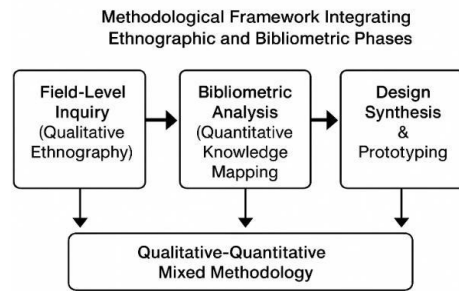 Methodological Framework Integrating
Ethnographic and Bibliometric Phases
Field-Level
Inquiry
(Qualitative
Ethnography)
Bibliometric
Analysis
(Quantitative
Knowledge
Mapping
Design
Synthesis
&
Prototyping
Qualitative-Quantitative
Mixed Methodology